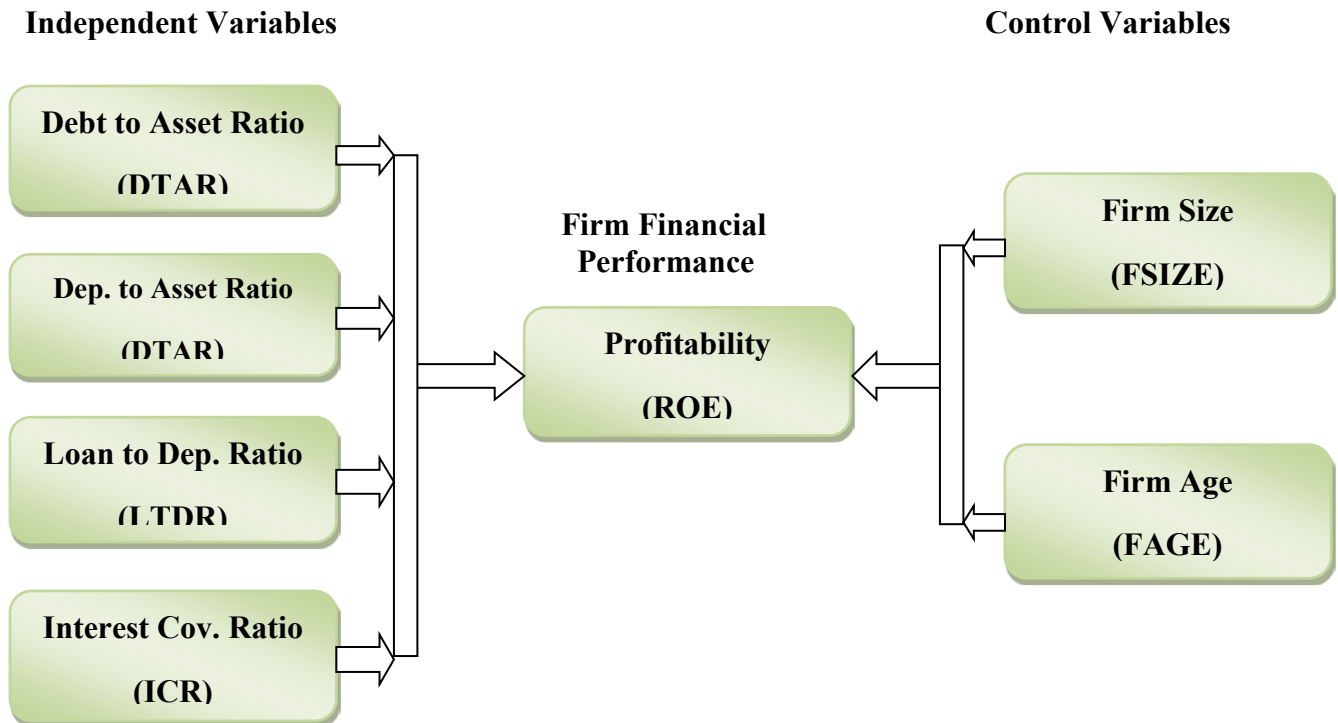 Independent Variables
Debt to Asset Ratio
(DTAR)
Dep. to Asset Ratio
(DTAR)
Loan to Dep. Ratio
(LTDR)
Interest Cov. Ratio
(ICR)
Firm Financial
Performance
Profitability
(ROE)
Control Variables
Firm Size
(FSIZE)
Firm Age
(FAGE)